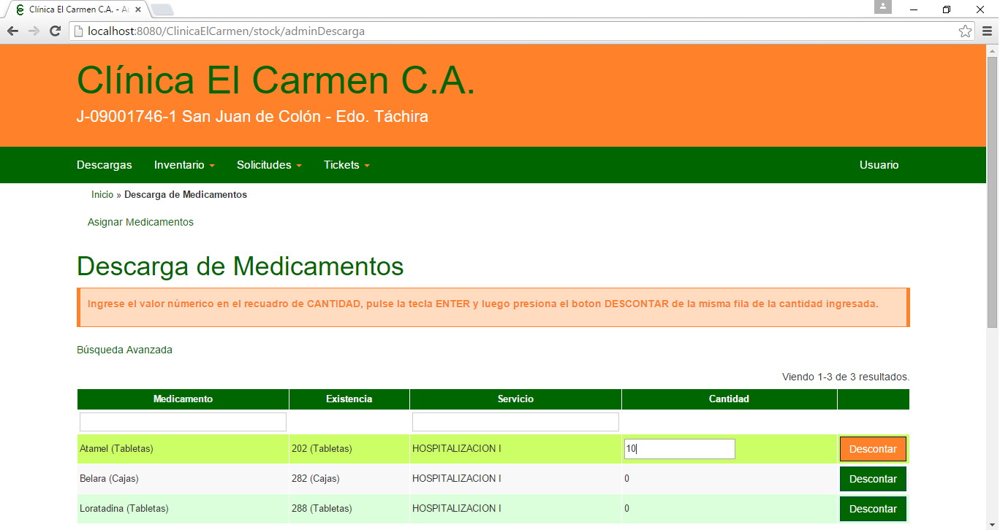 Clínica El Carmen C.A. - Ac
localhost:8080/ClinicaElCarmen/stock/adminDescarga
Clínica El Carmen C.A.
J-09001746-1 San Juan de Colón - Edo. Táchira
Descargas Inventario Solicitudes Tickets Usuario
Inicio » Descarga de Medicamentos
Asignar Medicamentos
Descarga de Medicamentos
Ingrese el valor númerico en el recuadro de CANTIDAD, pulse la tecla ENTER y luego presiona el boton DESCONTAR de la misma fila de la cantidad ingresada.
Búsqueda Avanzada
Viendo 1-3 de 3 resultados.
Medicamento Existencia Servicio Cantidad
Atamel (Tabletas) 202 (Tabletas) HOSPITALIZACION I 10 Descontar
Belara (Cajas) 282 (Cajas) HOSPITALIZACION I 0 Descontar
Loratadina (Tabletas) 288 (Tabletas) HOSPITALIZACION I 0 Descontar